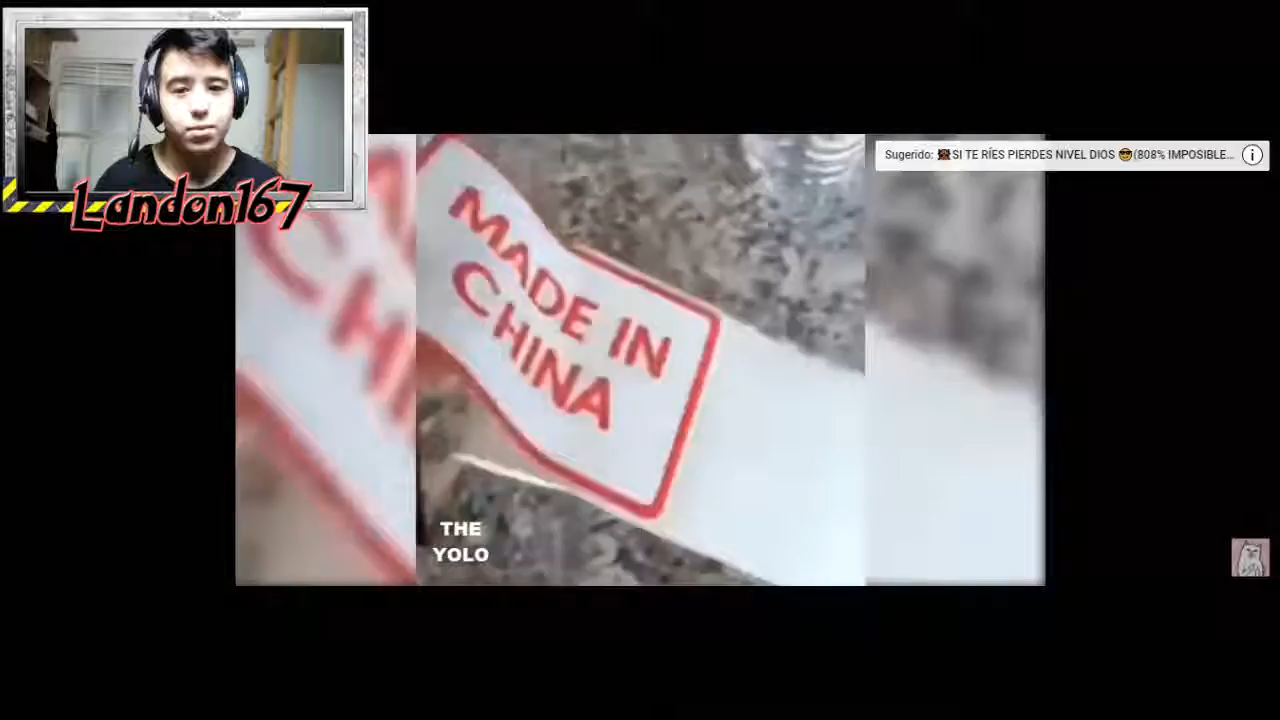 Landon167
Sugerido: 👹SI TE RÍES PIERDES NIVEL DIOS 😎(808% IMPOSIBLE...
MADE IN
CHINA
THE
YOLO